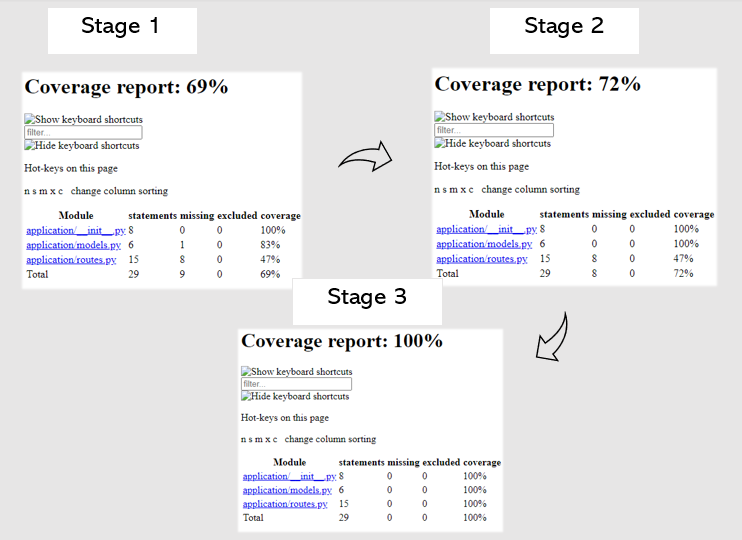 Stage 1
Coverage report: 69%
Show keyboard shortcuts
filter...
Hide keyboard shortcuts
Hot-keys on this page
n s m x c change column sorting
Module statements missing excluded coverage
application/__init__.py 8 0 0 100%
application/models.py 6 1 0 83%
application/routes.py 15 8 0 47%
Total 29 9 0 69%
Stage 2
Coverage report: 72%
Show keyboard shortcuts
filter...
Hide keyboard shortcuts
Hot-keys on this page
n s m x c change column sorting
Module statements missing excluded coverage
application/__init__.py 8 0 0 100%
application/models.py 6 0 0 100%
application/routes.py 15 8 0 47%
Total 29 8 0 72%
Stage 3
Coverage report: 100%
Show keyboard shortcuts
filter...
Hide keyboard shortcuts
Hot-keys on this page
n s m x c change column sorting
Module statements missing excluded coverage
application/__init__.py 8 0 0 100%
application/models.py 6 0 0 100%
application/routes.py 15 0 0 100%
Total 29 0 0 100%